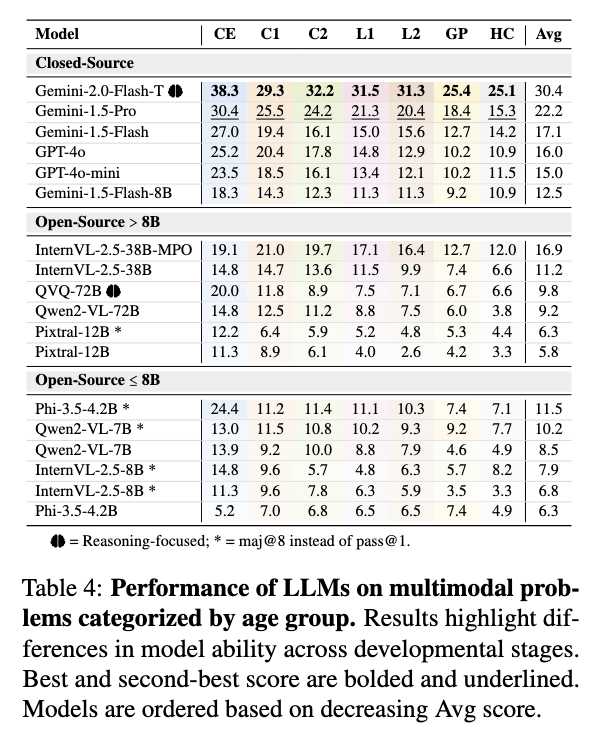 Model CE C1 C2 L1 L2 GP HC Avg
Closed-Source
Gemini-2.0-Flash-T 38.3 29.3 32.2 31.5 31.3 25.4 25.1 30.4
Gemini-1.5-Pro 30.4 25.5 24.2 21.3 20.4 18.4 15.3 22.2
Gemini-1.5-Flash 27.0 19.4 16.1 15.0 15.6 12.7 14.2 17.1
GPT-4o 25.2 20.4 17.8 14.8 12.9 10.2 10.9 16.0
GPT-4o-mini 23.5 18.5 16.1 13.4 12.1 10.2 11.5 15.0
Gemini-1.5-Flash-8B 18.3 14.3 12.3 11.3 11.3 9.2 10.9 12.5
Open-Source > 8B
InternVL-2.5-38B-MPO 19.1 21.0 19.7 17.1 16.4 12.7 12.0 16.9
InternVL-2.5-38B 14.8 14.7 13.6 11.5 9.9 7.4 6.6 11.2
QVQ-72B 20.0 11.8 8.9 7.5 7.1 6.7 6.6 9.8
Qwen2-VL-72B 14.8 12.5 11.2 8.8 7.5 6.0 3.8 9.2
Pixtral-12B * 12.2 6.4 5.9 5.2 4.8 5.3 4.4 6.3
Pixtral-12B 11.3 8.9 6.1 4.0 2.6 4.2 3.3 5.8
Open-Source ≤ 8B
Phi-3.5-4.2B * 24.4 11.2 11.4 11.1 10.3 7.4 7.1 11.5
Qwen2-VL-7B * 13.0 11.5 10.8 10.2 9.3 9.2 7.7 10.2
Qwen2-VL-7B 13.9 9.2 10.0 8.8 7.9 4.6 4.9 8.5
InternVL-2.5-8B * 14.8 9.6 5.7 4.8 6.3 5.7 8.2 7.9
InternVL-2.5-8B * 11.3 9.6 7.8 6.3 5.9 3.5 3.3 6.8
Phi-3.5-4.2B 5.2 7.0 6.8 6.5 6.5 7.4 4.9 6.3
= Reasoning-focused; * = maj@8 instead of pass@1.
Table 4: Performance of LLMs on multimodal prob-
lems categorized by age group. Results highlight dif-
ferences in model ability across developmental stages.
Best and second-best score are bolded and underlined.
Models are ordered based on decreasing Avg score.